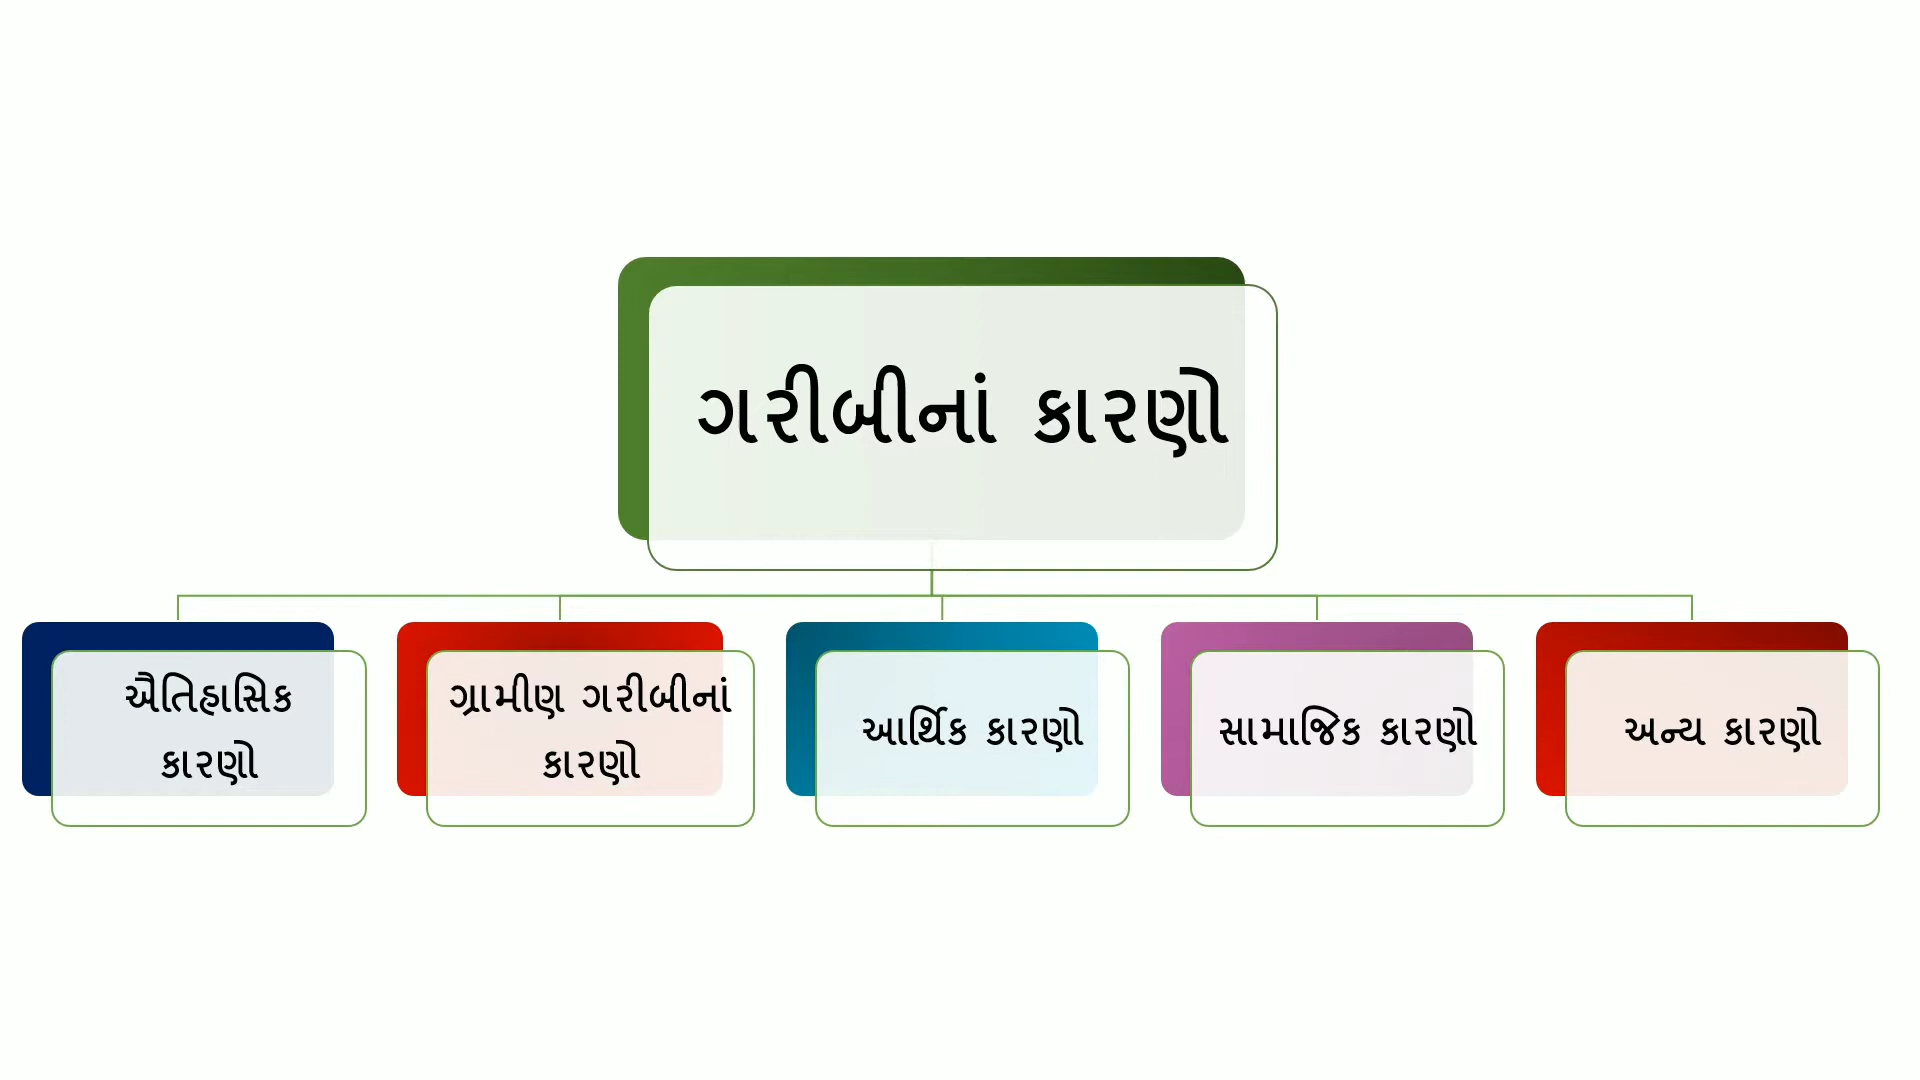 ગરીબીનાં કારણો
ઐતિહાસિક
કારણો
ગ્રામીણ ગરીબીનાં
કારણો
આર્થિક કારણો
સામાજિક કારણો
અન્ય કારણો